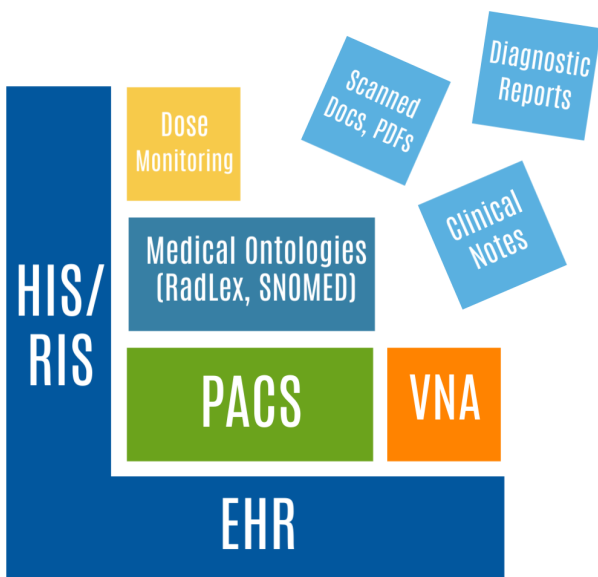 Diagnostic
Reports
Scanned
Docs, PDFs
Dose
Monitoring
Clinical
Notes
Medical Ontologies
(RadLex, SNOMED)
HIS/
RIS
PACS
VNA
EHR